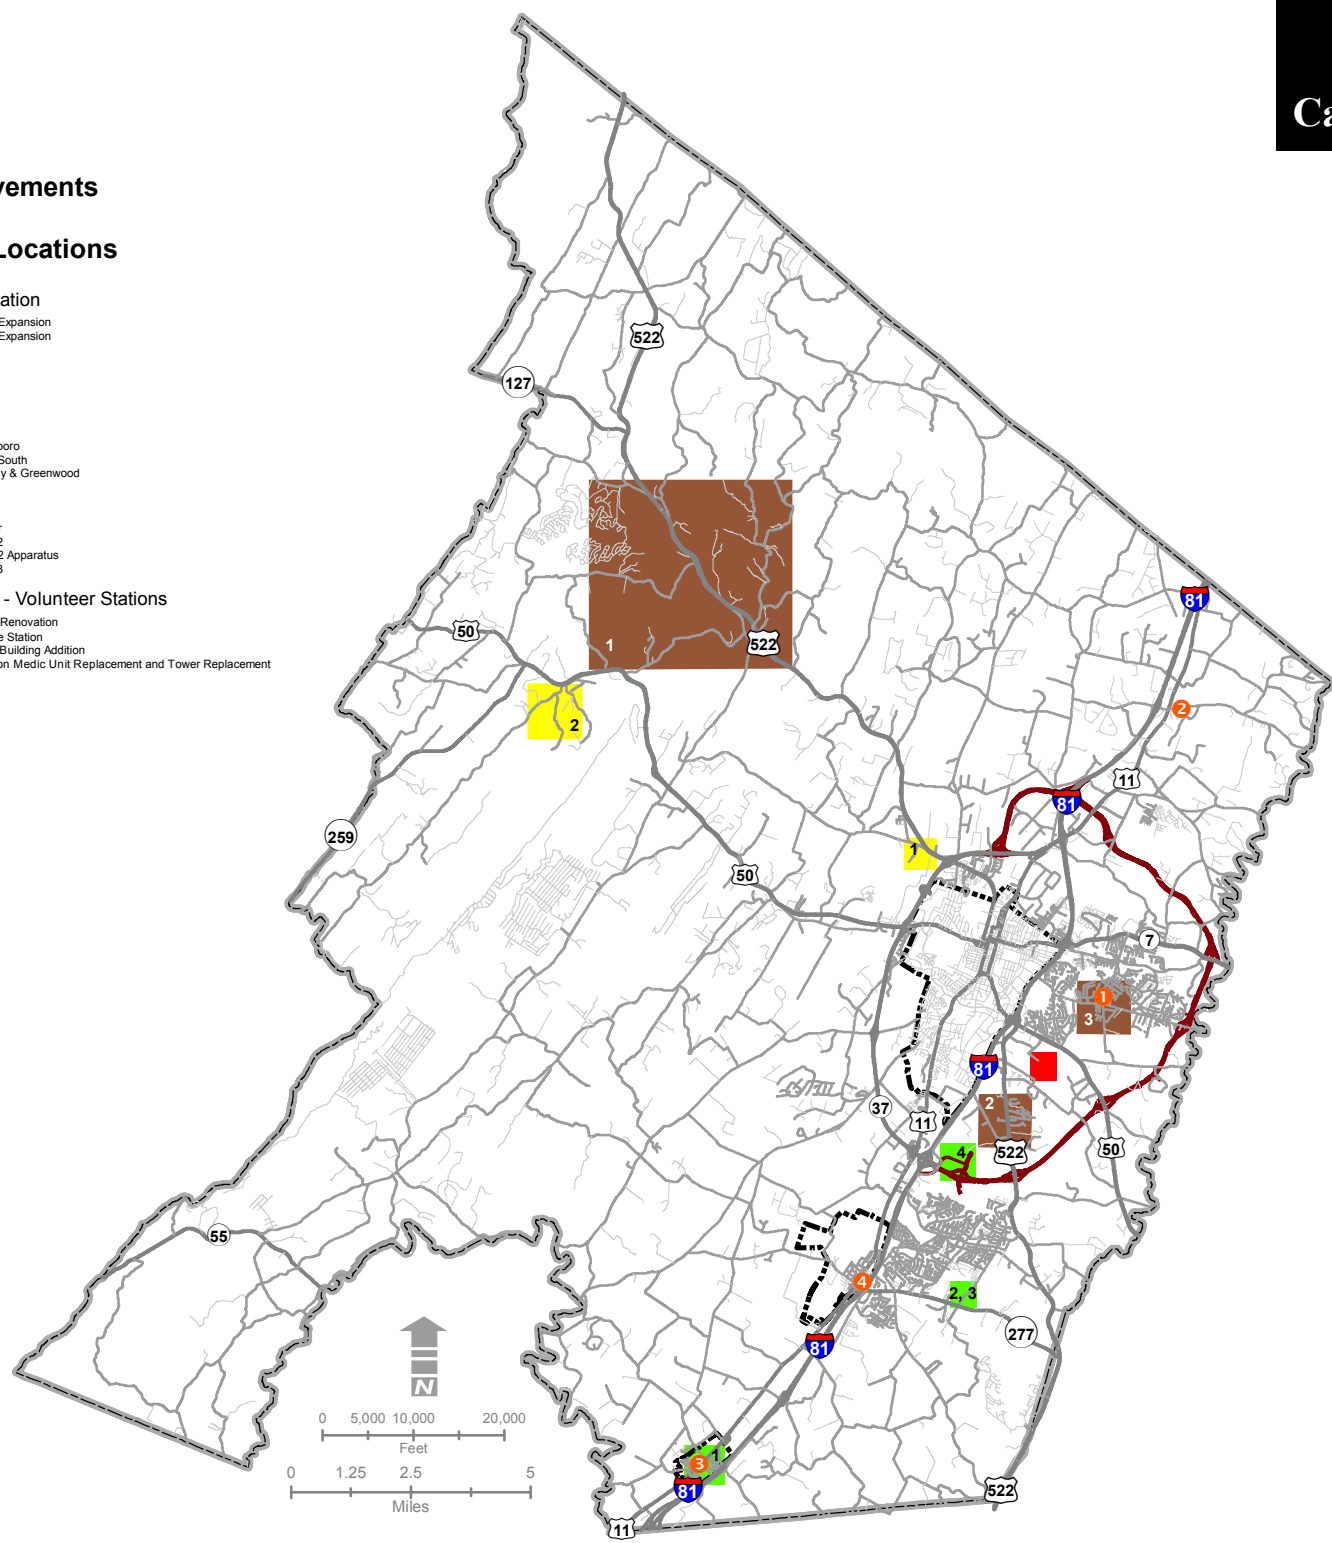 Ca
vements
Locations
ation
Expansion
Expansion
boro
South
y & Greenwood
2
2 Apparatus
3
- Volunteer Stations
Renovation
e Station
Building Addition
on Medic Unit Replacement and Tower Replacement
522
127
81
50
1
522
2
2
11
81
259
1
50
7
1
3
81
2
37
11
522
50
4
55
4
2, 3
277
81
N
0 5,000 10,000 20,000
Feet
1
3
0 1.25 2.5 5
Miles
81
522
11